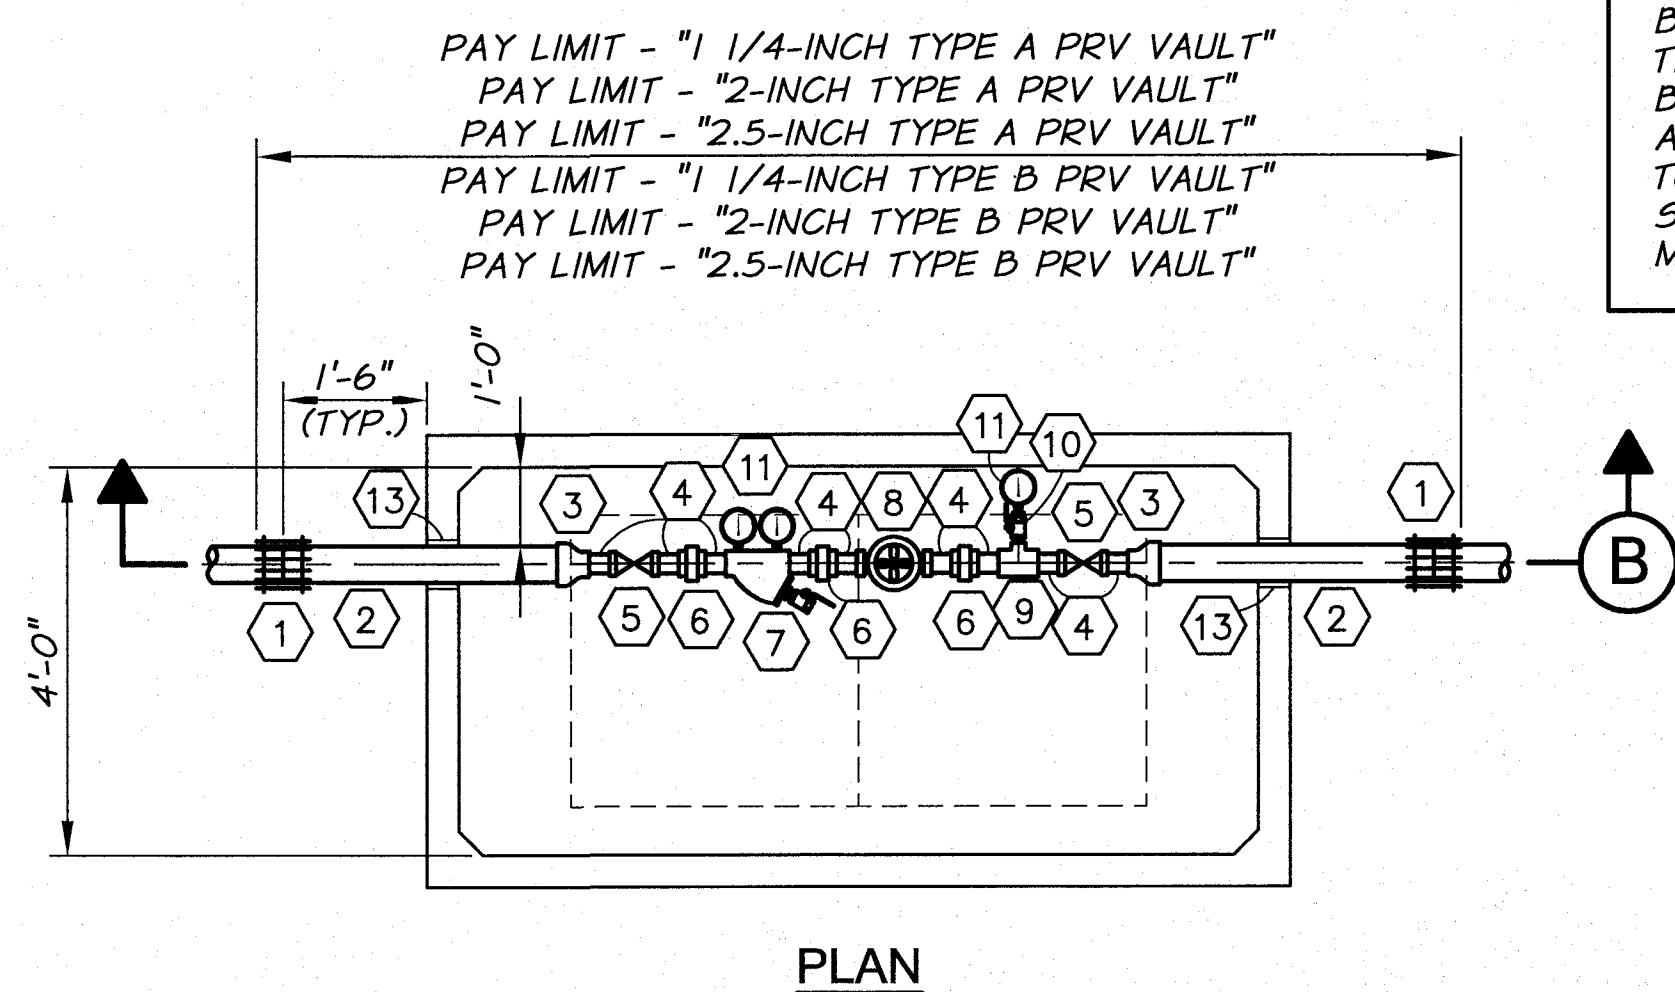 PAY LIMIT - "1 1/4-INCH TYPE A PRV VAULT"
PAY LIMIT - "2-INCH TYPE A PRV VAULT"
PAY LIMIT - "2.5-INCH TYPE A PRV VAULT"
PAY LIMIT - "1 1/4-INCH TYPE B PRV VAULT"
PAY LIMIT - "2-INCH TYPE B PRV VAULT"
PAY LIMIT - "2.5-INCH TYPE B PRV VAULT"
1'-6"
(TYP.)
1'-0"
11
10
11
13
3
4
4
8
4
5
3
1
B
1
2
5
6
7
6
6
9
4
13
2
4'-0"
PLAN